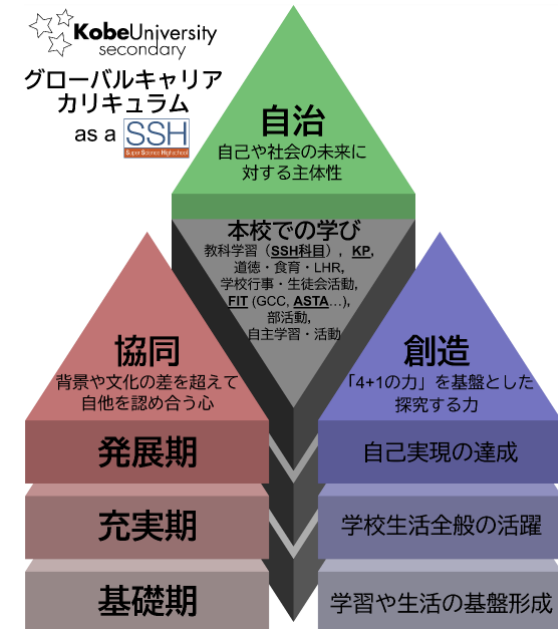 KobeUniversity
secondary
グローバルキャリア
カリキュラム
as a SSH
Super Science Highschool
自治
自己や社会の未来に
対する主体性
本校での学び
教科学習（SSH科目）, KP,
道徳・食育・LHR,
学校行事・生徒会活動,
FIT (GCC, ASTA…),
部活動,
自主学習・活動
協同
背景や文化の差を超えて
自他を認め合う心
創造
「4+1の力」を基盤とした
探究する力
発展期
自己実現の達成
充実期
学校生活全般の活躍
基礎期
学習や生活の基盤形成